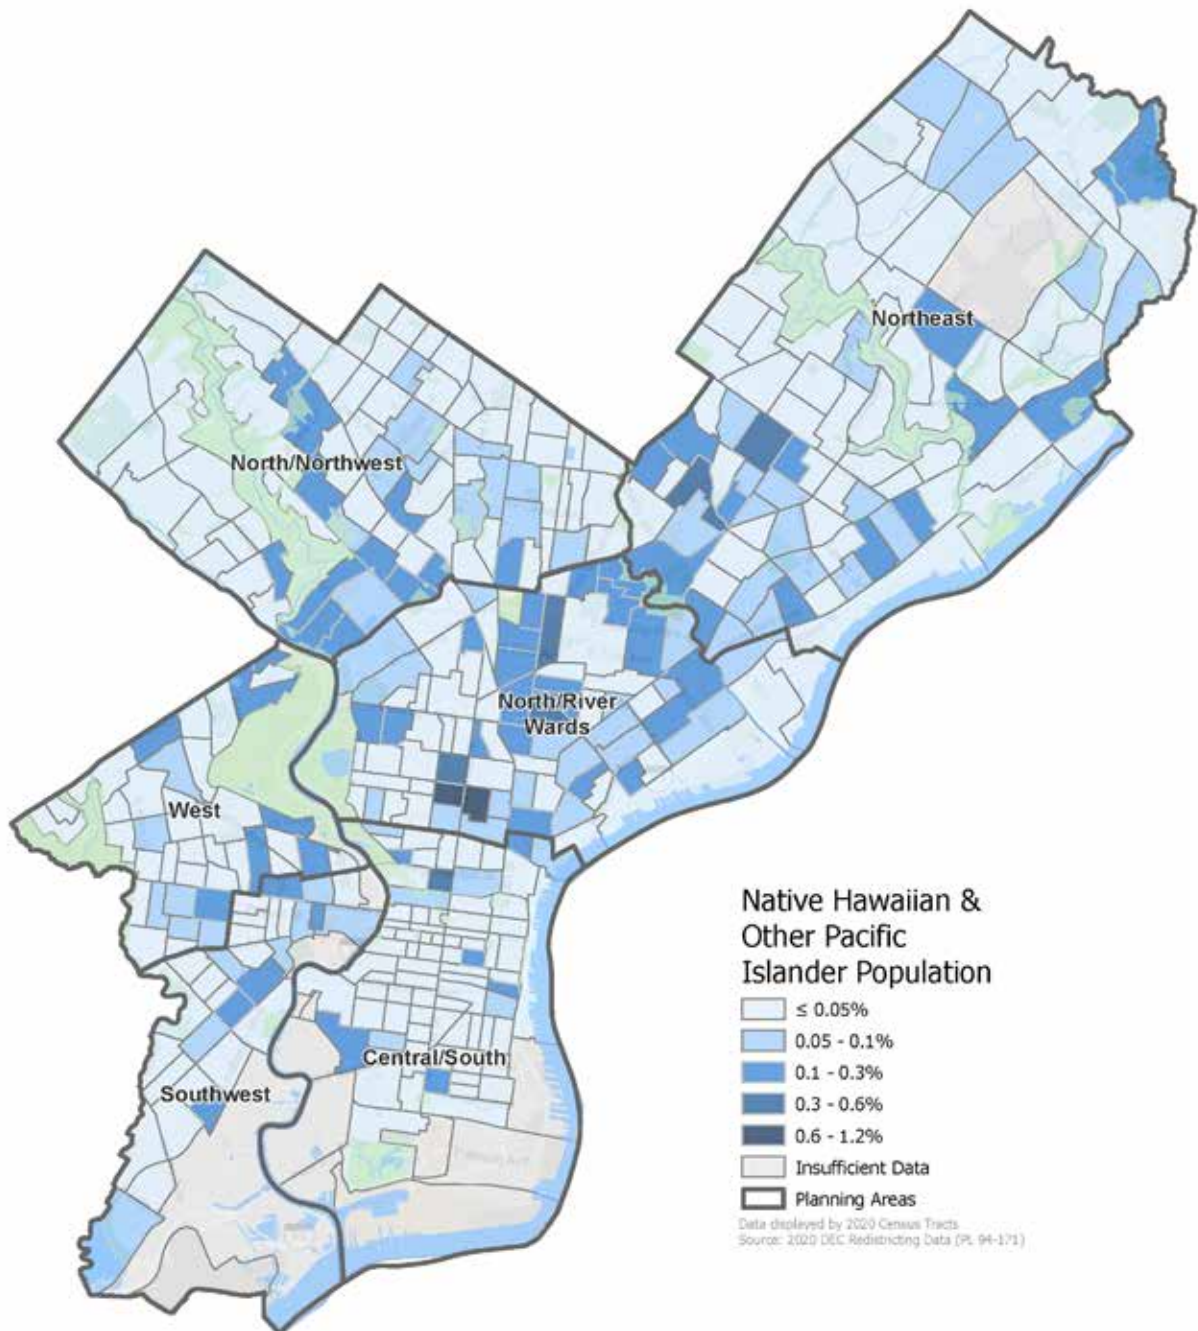 Northeast
North/Northwest
North/River
Wards
West
Central/South
Southwest
Native Hawaiian &
Other Pacific
Islander Population
≤ 0.05%
0.05 - 0.1%
0.1 - 0.3%
0.3 - 0.6%
0.6 - 1.2%
Insufficient Data
Planning Areas
Data displayed by 2020 Census Tracts
Source: 2020 DEC Redistricting Data (PL 94-171)